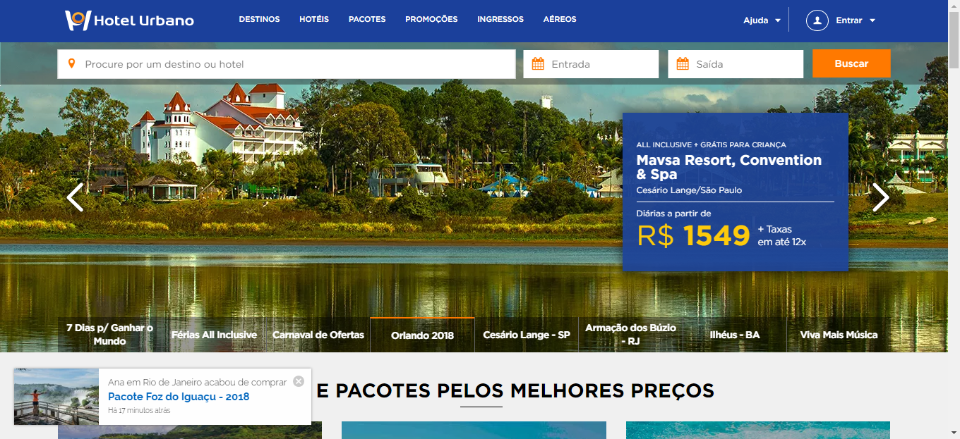 Hotel Urbano
DESTINOS HOTÉIS PACOTES PROMOÇÕES INGRESSOS AÉREOS
Ajuda
Entrar
Procure por um destino ou hotel
Entrada
Saída
Buscar
ALL INCLUSIVE + GRÁTIS PARA CRIANÇA
Mavsa Resort, Convention
& Spa
Cesário Lange/São Paulo
Diárias a partir de
R$ 1549
+ Taxas
em até 12x
7 Dias p/ Ganhar o
Mundo
Férias All Inclusive
Carnaval de Ofertas
Orlando 2018
Cesário Lange - SP
Armação dos Búzio
- RJ
Ilhéus - BA
Viva Mais Música
E PACOTES PELOS MELHORES PREÇOS
Ana em Rio de Janeiro acabou de comprar
Pacote Foz do Iguaçu - 2018
Há 17 minutos atrás